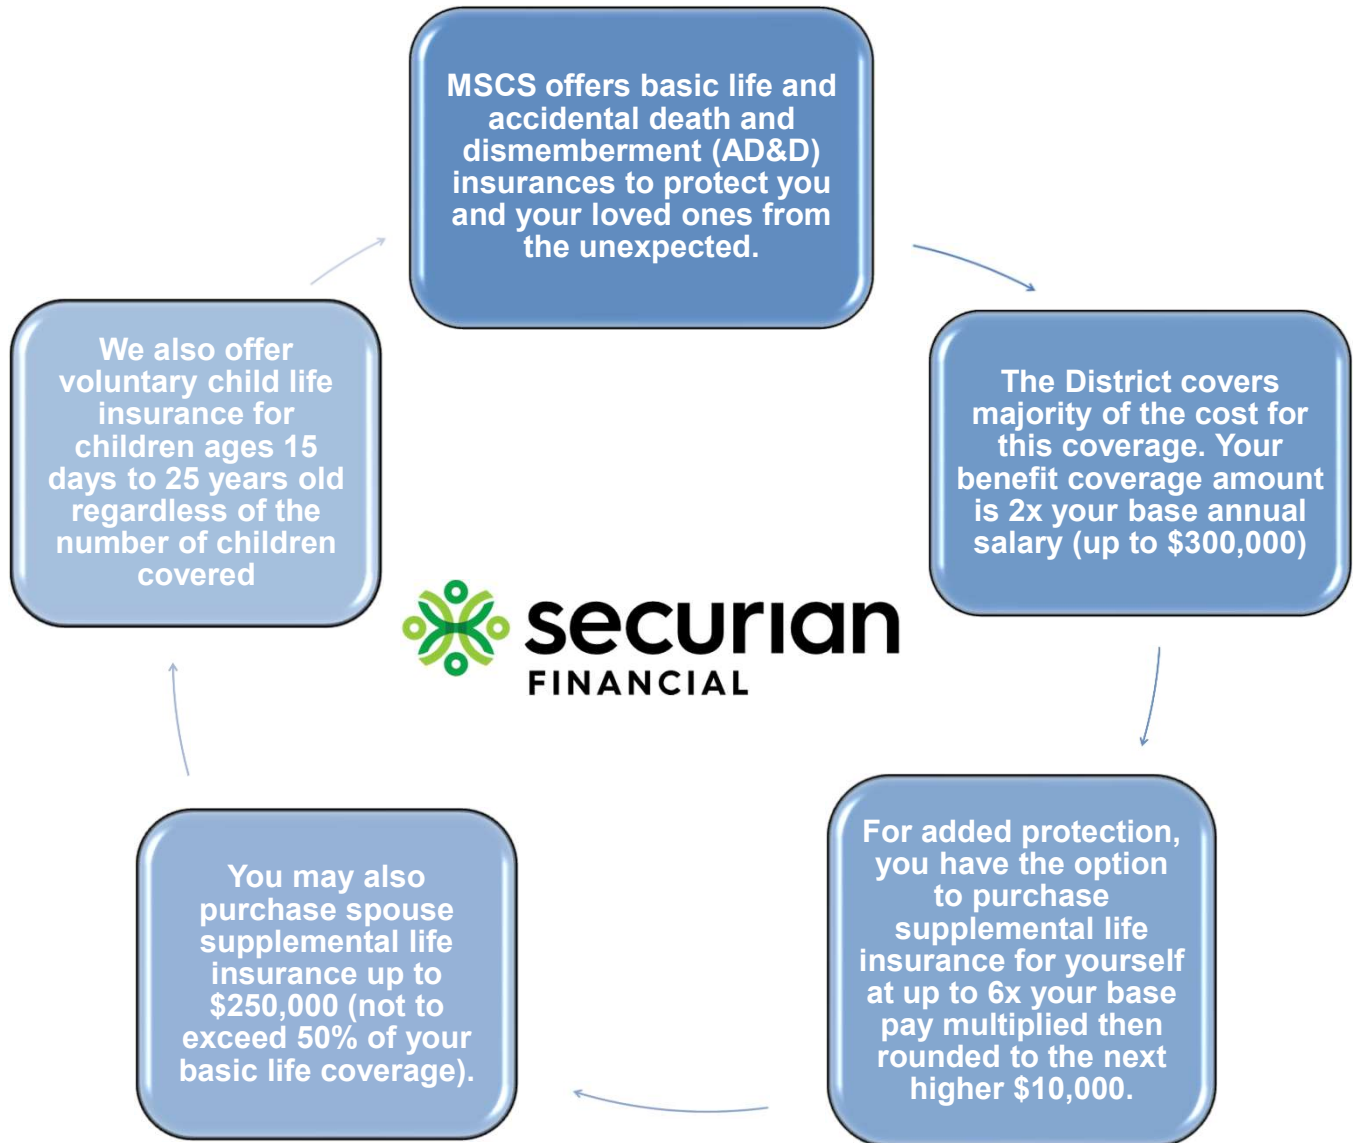 MSCS offers basic life and
accidental death and
dismemberment (AD&D)
insurances to protect you
and your loved ones from
the unexpected.
The District covers
majority of the cost for
this coverage. Your
benefit coverage amount
is 2x your base annual
salary (up to $300,000)
For added protection,
you have the option
to purchase
supplemental life
insurance for yourself
at up to 6x your base
pay multiplied then
rounded to the next
higher $10,000.
You may also
purchase spouse
supplemental life
insurance up to
$250,000 (not to
exceed 50% of your
basic life coverage).
We also offer
voluntary child life
insurance for
children ages 15
days to 25 years old
regardless of the
number of children
covered
securian
FINANCIAL